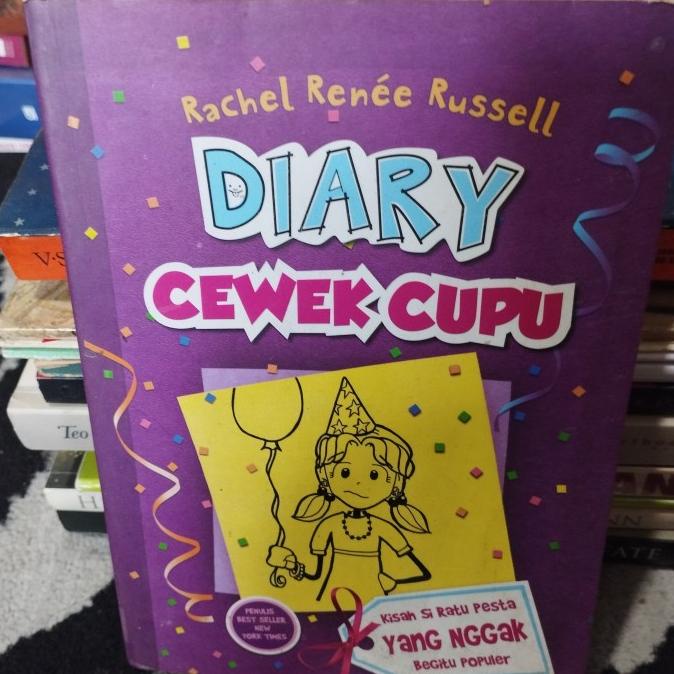 Rachel Renée Russell
DIARY
CEWEK CUPU
PENULIS
BEST SELLER
NEW
YORK TIMES
Kisah Si Ratu Pesta
YANG NGGAK
Begitu Populer
V.S
Teo
H